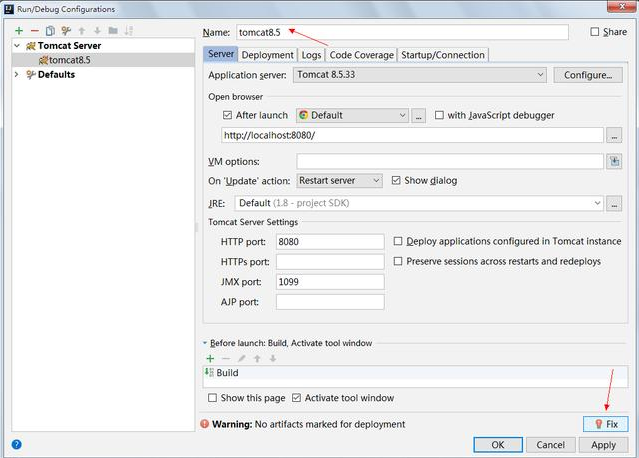 Run/Debug Configurations
Name: tomcat8.5 Share
Tomcat Server
tomcat8.5
Defaults
Server Deployment Logs Code Coverage Startup/Connection
Application server: Tomcat 8.5.33 Configure...
Open browser
After launch Default ... with JavaScript debugger
http://localhost:8080/ ...
VM options:
On 'Update' action: Restart server Show dialog
JRE: Default (1.8 - project SDK) ...
Tomcat Server Settings
HTTP port: 8080 Deploy applications configured in Tomcat instance
HTTPs port: Preserve sessions across restarts and redeploys
JMX port: 1099
AJP port:
Before launch: Build, Activate tool window
Build
Show this page Activate tool window
Warning: No artifacts marked for deployment Fix
? OK Cancel Apply